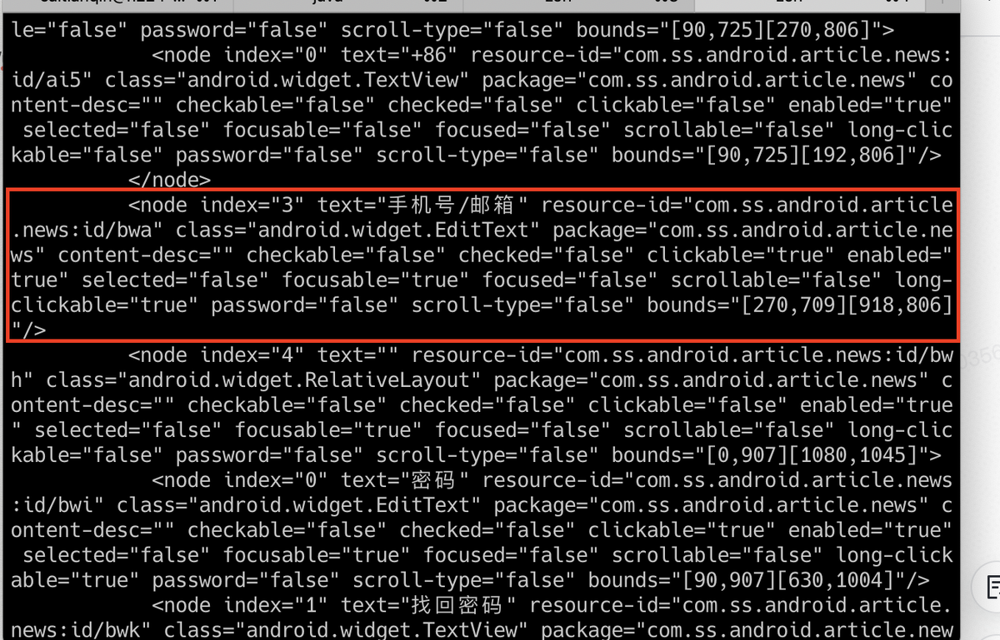 le="false" password="false" scroll-type="false" bounds="[90,725][270,806]">
<node index="0" text="+86" resource-id="com.ss.android.article.news:
id/ai5" class="android.widget.TextView" package="com.ss.android.article.news" co
ntent-desc="" checkable="false" checked="false" clickable="false" enabled="true"
selected="false" focusable="false" focused="false" scrollable="false" long-clic
kable="false" password="false" scroll-type="false" bounds="[90,725][192,806]"/>
</node>
<node index="3" text="手机号/邮箱" resource-id="com.ss.android.article
.news:id/bwa" class="android.widget.EditText" package="com.ss.android.article.ne
ws" content-desc="" checkable="false" checked="false" clickable="true" enabled="
true" selected="false" focusable="true" focused="false" scrollable="false" long-
clickable="true" password="false" scroll-type="false" bounds="[270,709][918,806]
"/>
<node index="4" text="" resource-id="com.ss.android.article.news:id/bw
h" class="android.widget.RelativeLayout" package="com.ss.android.article.news" c
ontent-desc="" checkable="false" checked="false" clickable="false" enabled="true
" selected="false" focusable="true" focused="false" scrollable="false" long-clic
kable="false" password="false" scroll-type="false" bounds="[0,907][1080,1045]">
<node index="0" text="密码" resource-id="com.ss.android.article.news
:id/bwi" class="android.widget.EditText" package="com.ss.android.article.news" c
ontent-desc="" checkable="false" checked="false" clickable="true" enabled="true"
selected="false" focusable="true" focused="false" scrollable="false" long-click
able="true" password="false" scroll-type="false" bounds="[90,907][630,1004]"/>
<node index="1" text="找回密码" resource-id="com.ss.android.article.
news:id/bwk" class="android.widget.TextView" package="com.ss.android.article.new